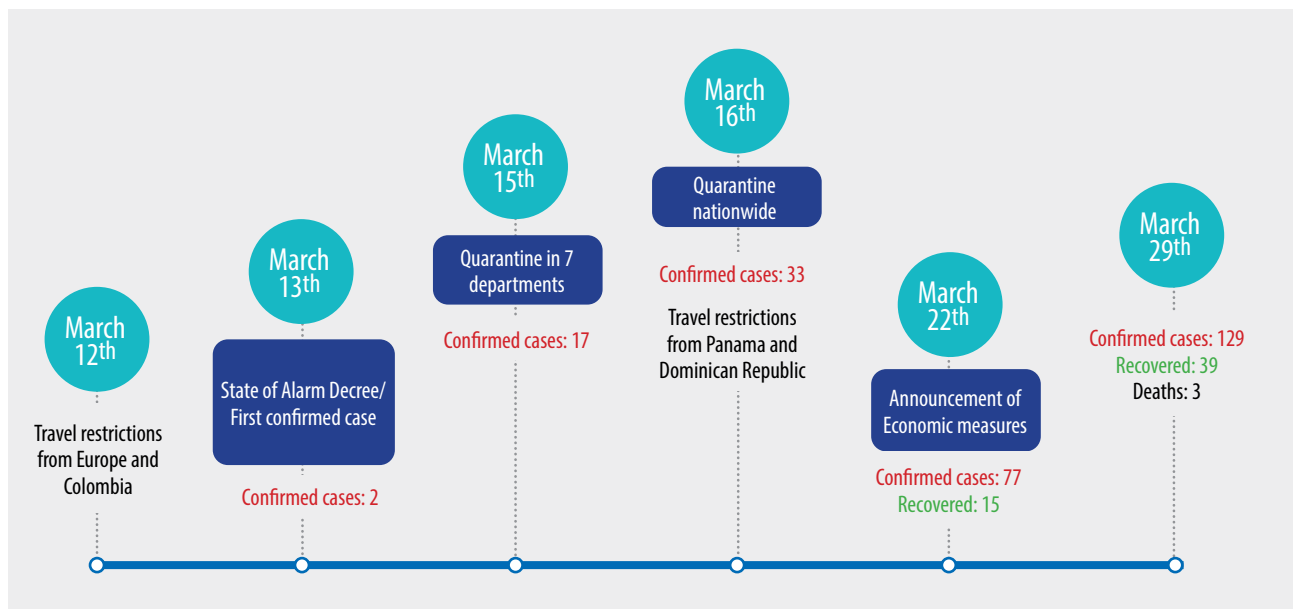 March
12th
Travel restrictions
from Europe and
Colombia
March
13th
State of Alarm Decree/
First confirmed case
Confirmed cases: 2
March
15th
Quarantine in 7
departments
Confirmed cases: 17
March
16th
Quarantine
nationwide
Confirmed cases: 33
Travel restrictions
from Panama and
Dominican Republic
March
22th
Announcement of
Economic measures
Confirmed cases: 77
Recovered: 15
March
29th
Confirmed cases: 129
Recovered: 39
Deaths: 3